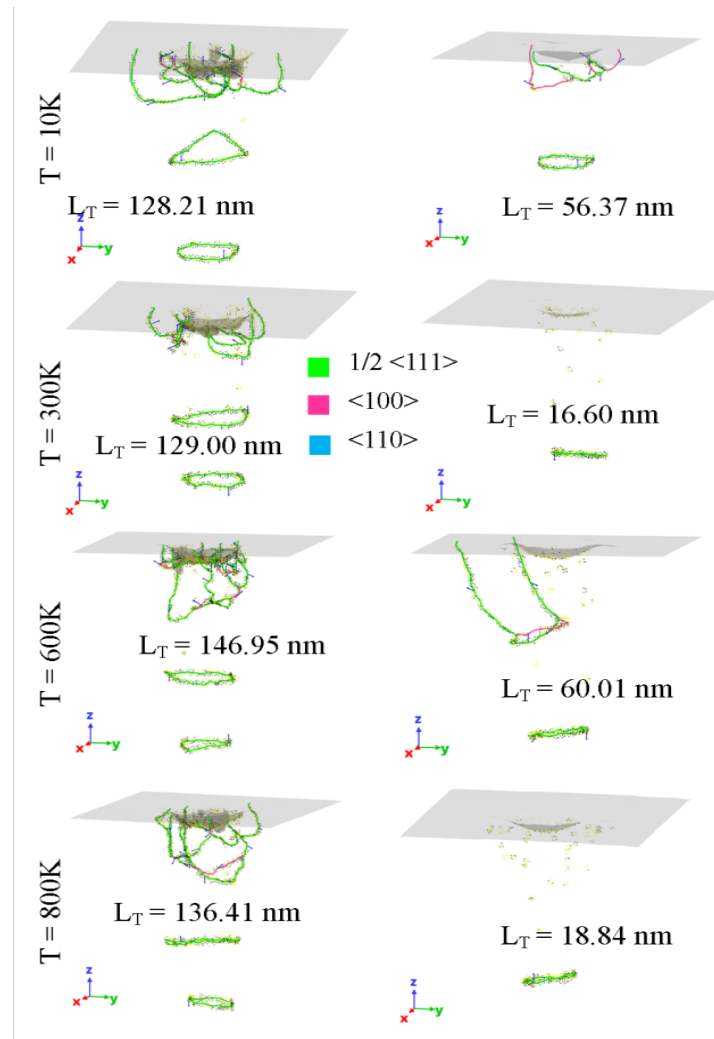 T = 10K
L_T = 128.21 nm
L_T = 56.37 nm
z
y
x
z
y
x
T = 300K
1/2 <111>
<100>
<110>
L_T = 129.00 nm
L_T = 16.60 nm
z
y
x
z
y
x
T = 600K
L_T = 146.95 nm
L_T = 60.01 nm
z
y
x
z
y
x
T = 800K
L_T = 136.41 nm
L_T = 18.84 nm
z
y
x
z
y
x